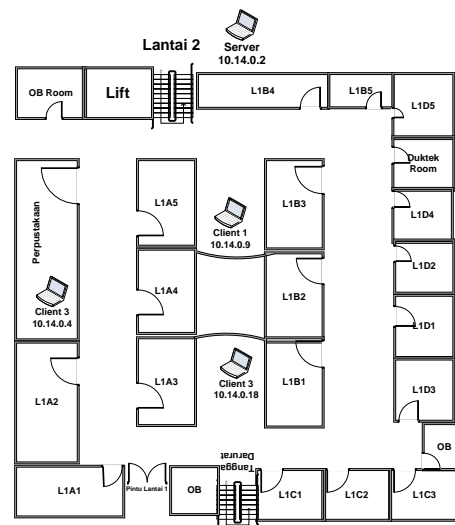 Lantai 2
Server
10.14.0.2
OB Room
Lift
L1B4
L1B5
L1D5
Duktek
Room
Perpustakaan
L1A5
Client 1
10.14.0.9
L1B3
L1D4
L1D2
Client 3
10.14.0.4
L1A4
L1B2
L1D1
L1A2
L1A3
Client 3
10.14.0.18
L1B1
L1D3
OB
Tangga
Darurat
L1A1
Pintu Lantai 1
OB
L1C1
L1C2
L1C3